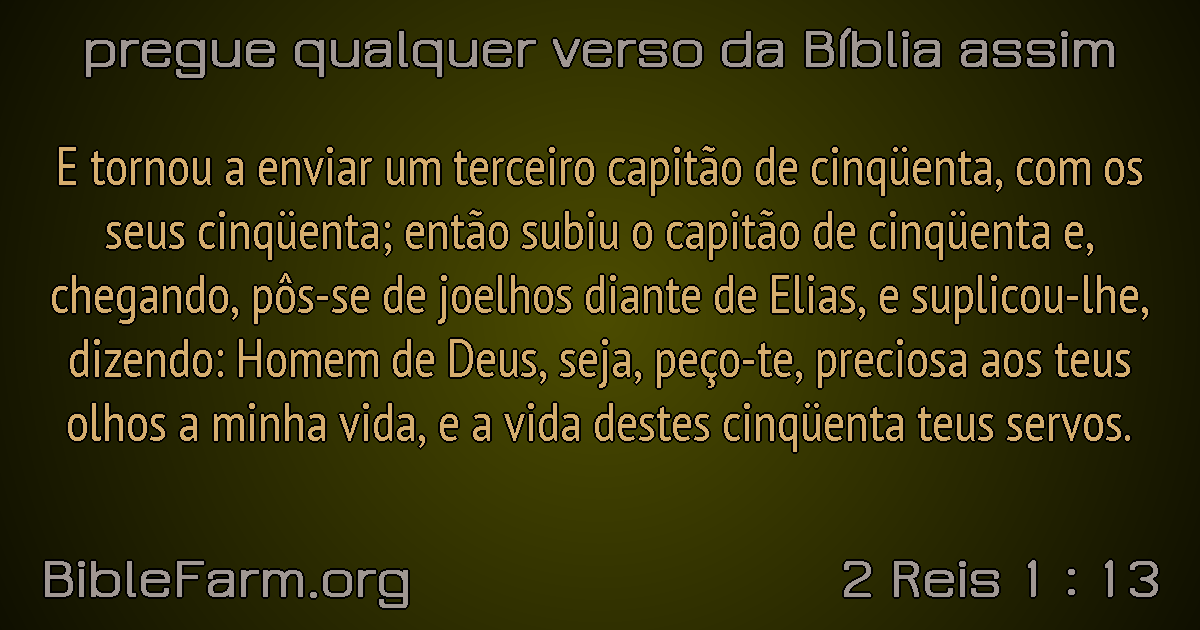 pregue qualquer verso da Bíblia assim
E tornou a enviar um terceiro capitão de cinqüenta, com os
seus cinqüenta; então subiu o capitão de cinqüenta e,
chegando, pôs-se de joelhos diante de Elias, e suplicou-lhe,
dizendo: Homem de Deus, seja, peço-te, preciosa aos teus
olhos a minha vida, e a vida destes cinqüenta teus servos.
BibleFarm.org
2 Reis 1 : 13